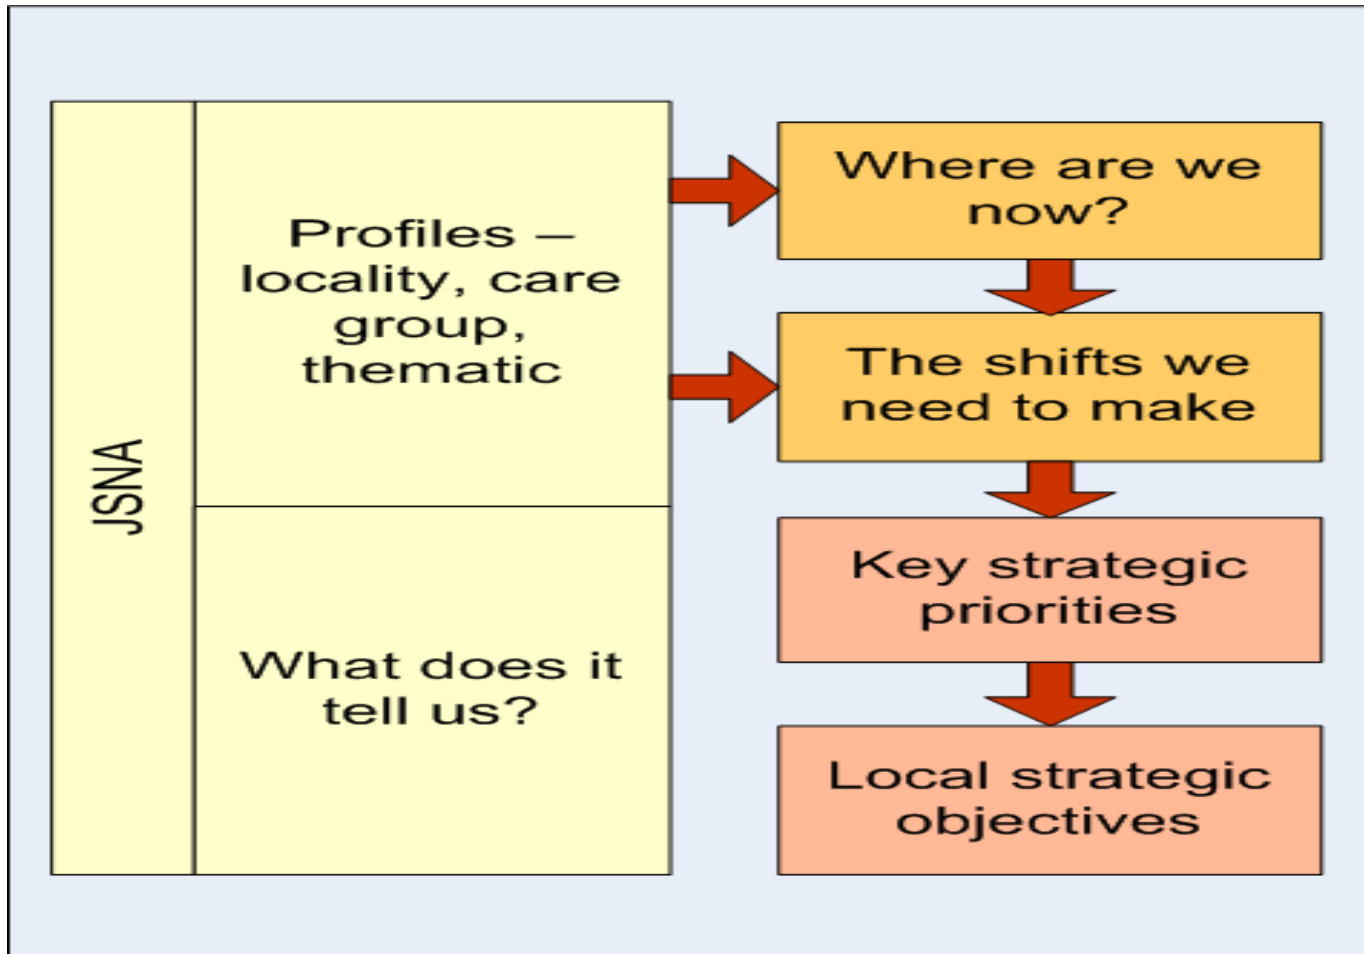 JSNA
Profiles –
locality, care
group,
thematic
What does it
tell us?
Where are we
now?
The shifts we
need to make
Key strategic
priorities
Local strategic
objectives